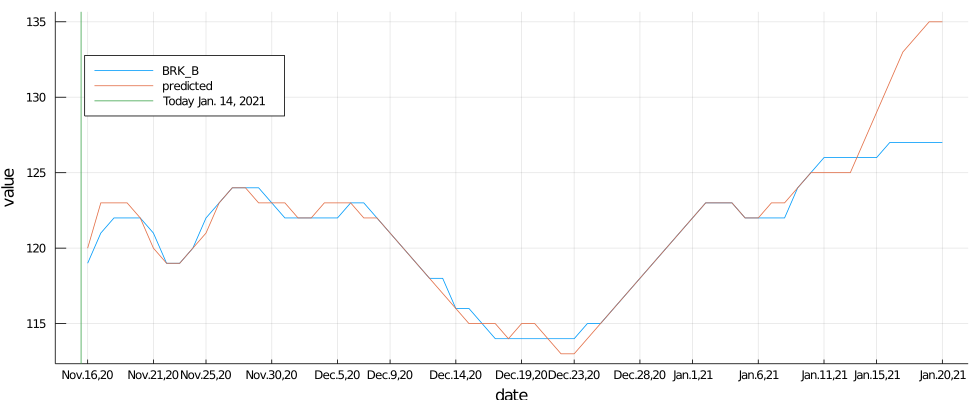 135
130
125
120
115
value
BRK_B
predicted
Today Jan. 14, 2021
Nov.16,20 Nov.21,20 Nov.25,20 Nov.30,20 Dec.5,20 Dec.9,20 Dec.14,20 Dec.19,20 Dec.23,20 Dec.28,20 Jan.1,21 Jan.6,21 Jan.11,21 Jan.15,21 Jan.20,21
date